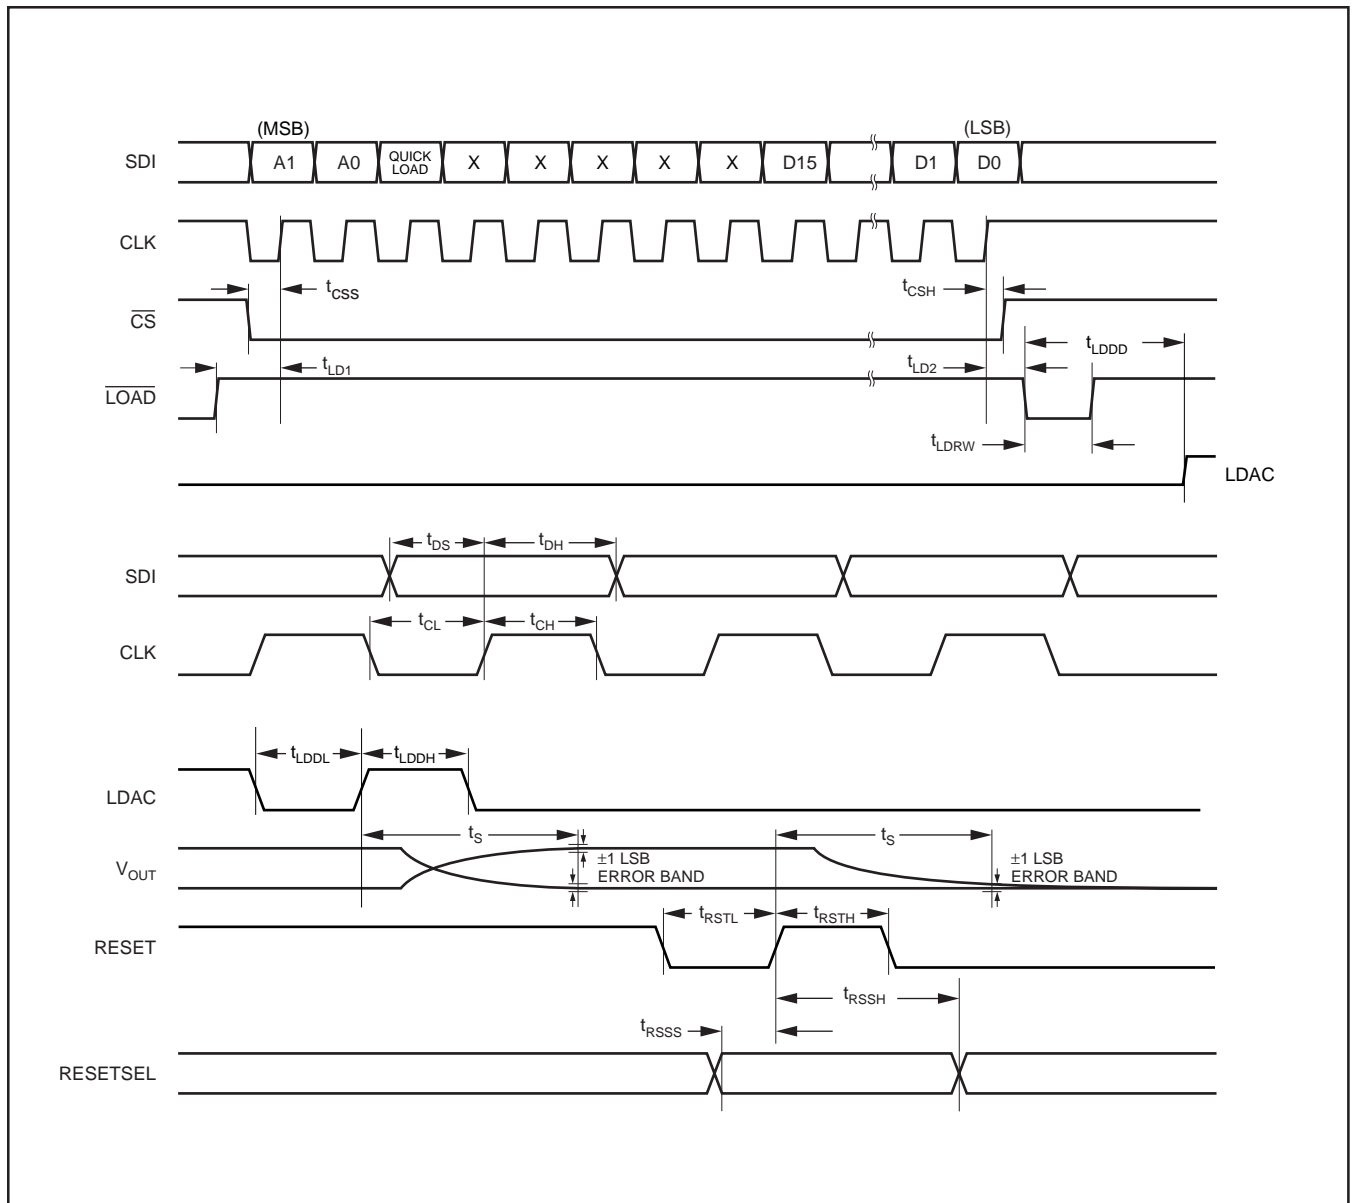 (MSB) (LSB)
SDI A1 A0 QUICK LOAD X X X X X D15 D1 D0
CLK
tCSS tCSH
CS
tLDDD
tLD1 tLD2
LOAD
tLDRW
LDAC
tDS tDH
SDI
tCL tCH
CLK
tLDDL tLDDH
LDAC
tS tS
VOUT ±1 LSB ERROR BAND ±1 LSB ERROR BAND
tRSTL tRSTH
RESET
tRSSH
tRSSS
RESETSEL